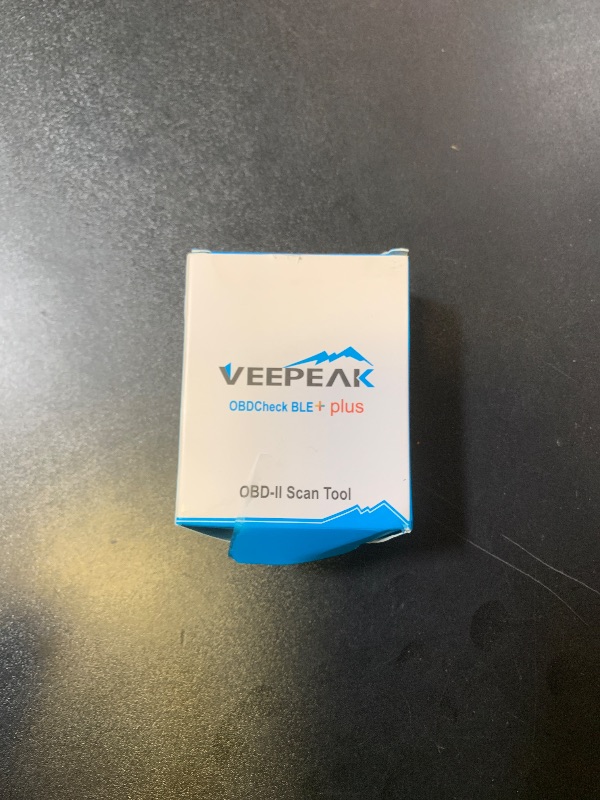 VEEPEAK
OBDCheck BLE+ plus
OBD-II Scan Tool